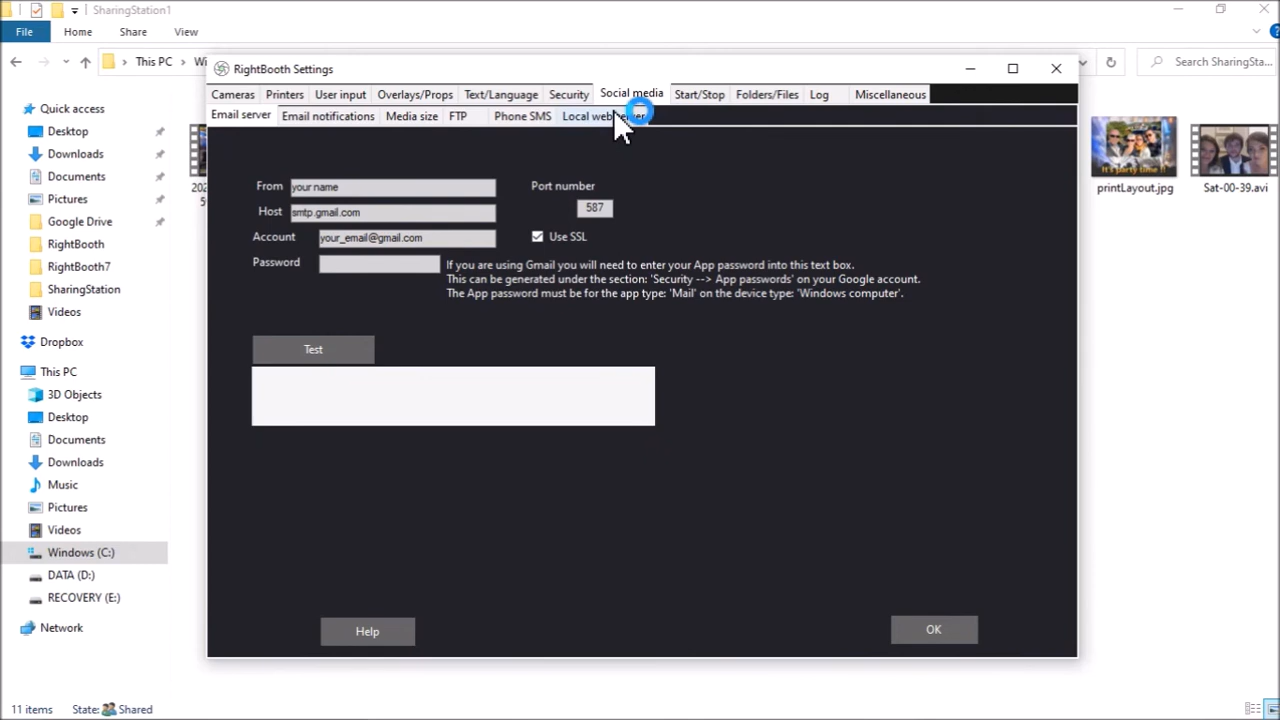 SharingStation1
File Home Share View
This PC Wi
Search SharingSta...
RightBooth Settings
Cameras Printers User input Overlays/Props Text/Language Security Social media Start/Stop Folders/Files Log Miscellaneous
Email server Email notifications Media size FTP Phone SMS Local web
From your name Port number
Host smtp.gmail.com 587
Account your_email@gmail.com Use SSL
Password
If you are using Gmail you will need to enter your App password into this text box.
This can be generated under the section: 'Security --> App passwords' on your Google account.
The App password must be for the app type: 'Mail' on the device type: 'Windows computer'.
Test
Help OK
Quick access
Desktop
Downloads
Documents
Pictures
Google Drive
RightBooth
RightBooth7
SharingStation
Videos
Dropbox
This PC
3D Objects
Desktop
Documents
Downloads
Music
Pictures
Videos
Windows (C:)
DATA (D:)
RECOVERY (E:)
Network
It's party time !!
printLayout.jpg Sat-00-39.avi
11 items State: Shared